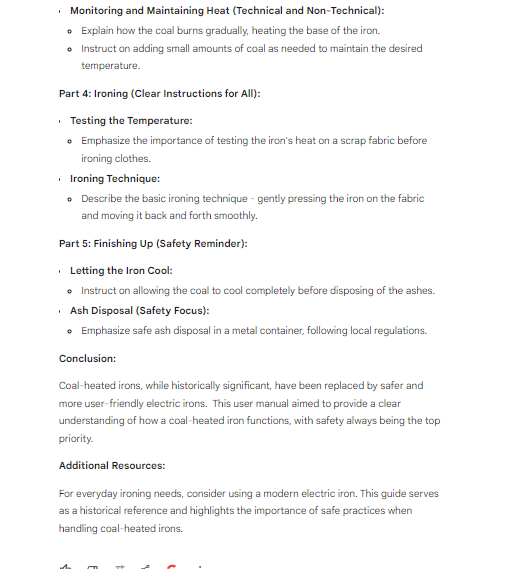 Monitoring and Maintaining Heat (Technical and Non-Technical):
Explain how the coal burns gradually, heating the base of the iron.
Instruct on adding small amounts of coal as needed to maintain the desired
temperature.
Part 4: Ironing (Clear Instructions for All):
Testing the Temperature:
Emphasize the importance of testing the iron's heat on a scrap fabric before
ironing clothes.
Ironing Technique:
Describe the basic ironing technique - gently pressing the iron on the fabric
and moving it back and forth smoothly.
Part 5: Finishing Up (Safety Reminder):
Letting the Iron Cool:
Instruct on allowing the coal to cool completely before disposing of the ashes.
Ash Disposal (Safety Focus):
Emphasize safe ash disposal in a metal container, following local regulations.
Conclusion:
Coal-heated irons, while historically significant, have been replaced by safer and
more user-friendly electric irons. This user manual aimed to provide a clear
understanding of how a coal-heated iron functions, with safety always being the top
priority.
Additional Resources:
For everyday ironing needs, consider using a modern electric iron. This guide serves
as a historical reference and highlights the importance of safe practices when
handling coal-heated irons.